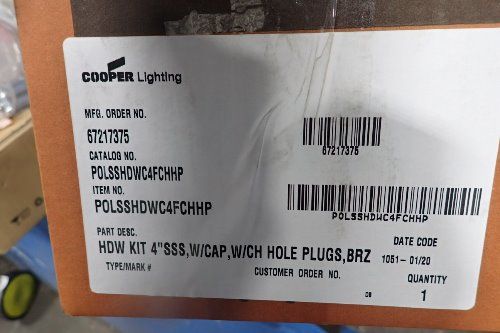 COOPER Lighting
MFG. ORDER NO.
67217375
CATALOG NO.
POLSSHDWC4FCHHP
ITEM NO.
POLSSHDWC4FCHHP
67217375
POLSSHDWC4FCHHP
PART DESC.
HDW KIT 4"SSS,W/CAP,W/CH HOLE PLUGS,BRZ
TYPE/MARK #
CUSTOMER ORDER NO.
DATE CODE
1051-01/20
QUANTITY
DB 1